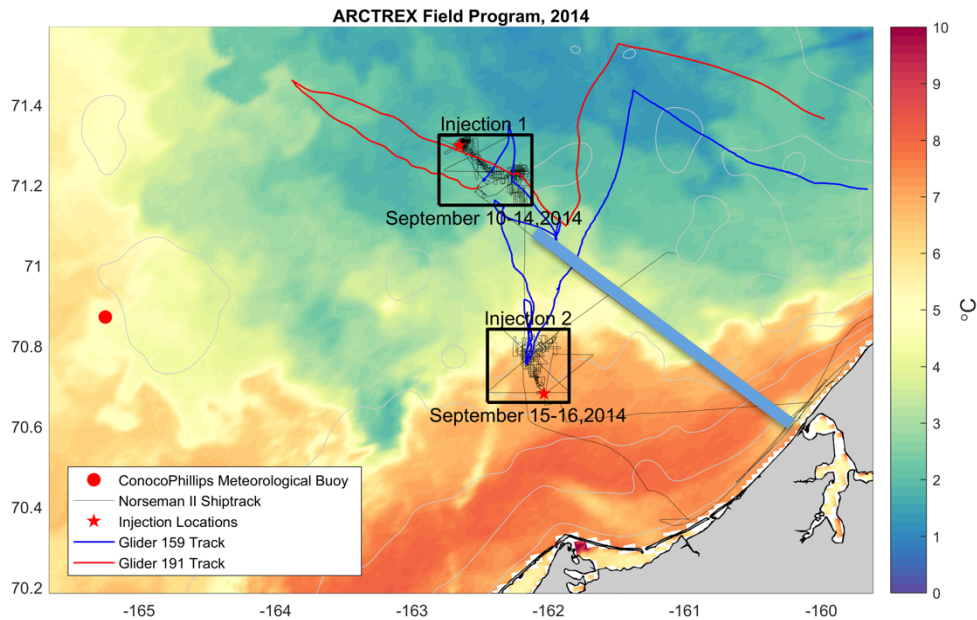 ARCTREX Field Program, 2014
71.4
71.2
71
70.8
70.6
70.4
70.2
Injection 1
September 10-14,2014
Injection 2
September 15-16,2014
ConocoPhillips Meteorological Buoy
Norseman II Shiptrack
Injection Locations
Glider 159 Track
Glider 191 Track
-165
-164
-163
-162
-161
-160
10
9
8
7
6
5
4
3
2
1
0
°C